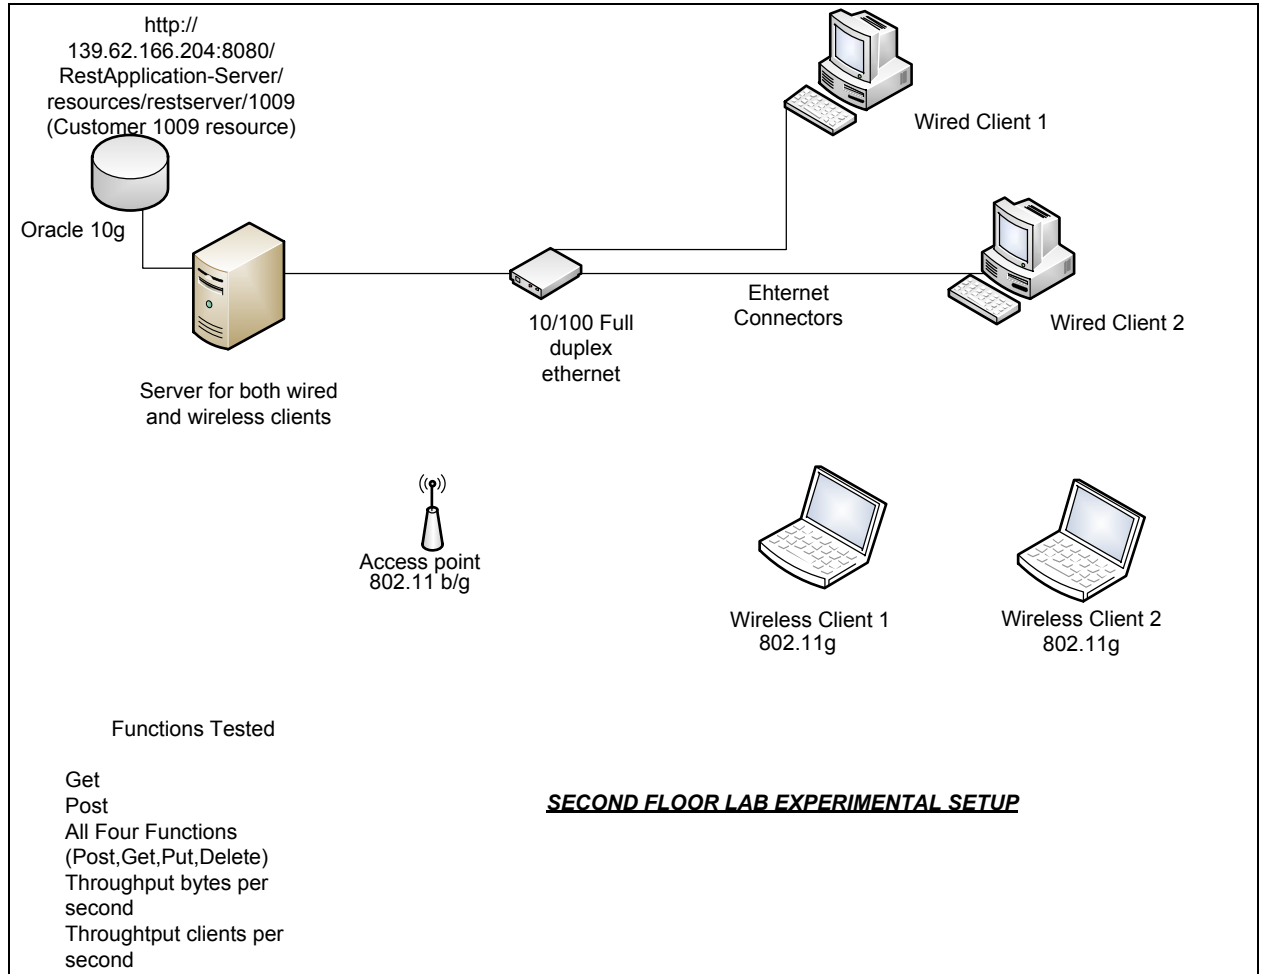 http://
139.62.166.204:8080/
RestApplication-Server/
resources/restserver/1009
(Customer 1009 resource)
Oracle 10g
Server for both wired
and wireless clients
10/100 Full
duplex
ethernet
Ehternet
Connectors
Wired Client 1
Wired Client 2
Access point
802.11 b/g
Wireless Client 1
802.11g
Wireless Client 2
802.11g
Functions Tested
Get
Post
All Four Functions
(Post,Get,Put,Delete)
Throughput bytes per
second
Throughtput clients per
second
SECOND FLOOR LAB EXPERIMENTAL SETUP